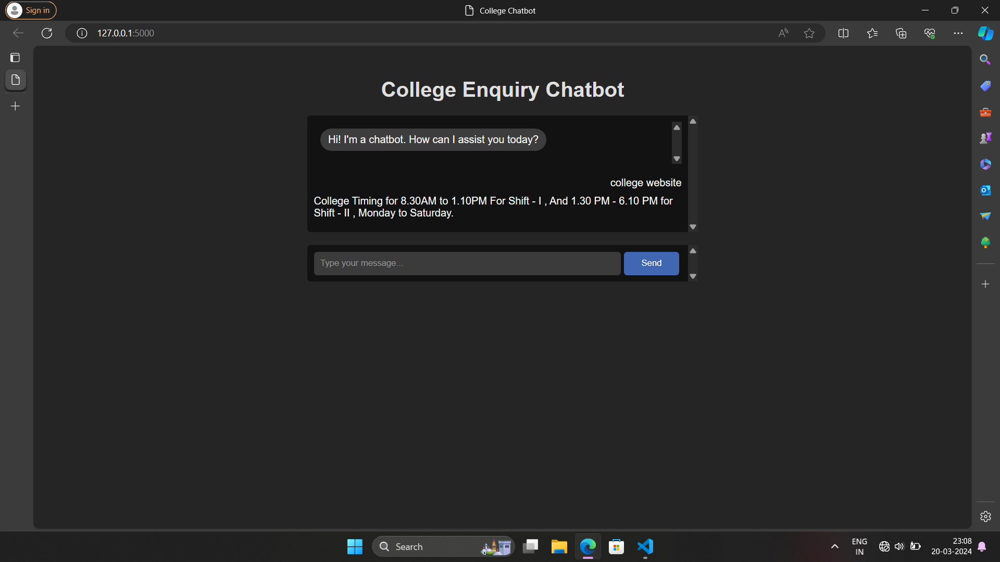 Sign in
College Chatbot
127.0.0.1:5000
College Enquiry Chatbot
Hi! I'm a chatbot. How can I assist you today?
college website
College Timing for 8.30AM to 1.10PM For Shift - I , And 1.30 PM - 6.10 PM for
Shift - II , Monday to Saturday.
Type your message...
Send
Search
ENG
IN
23:08
20-03-2024